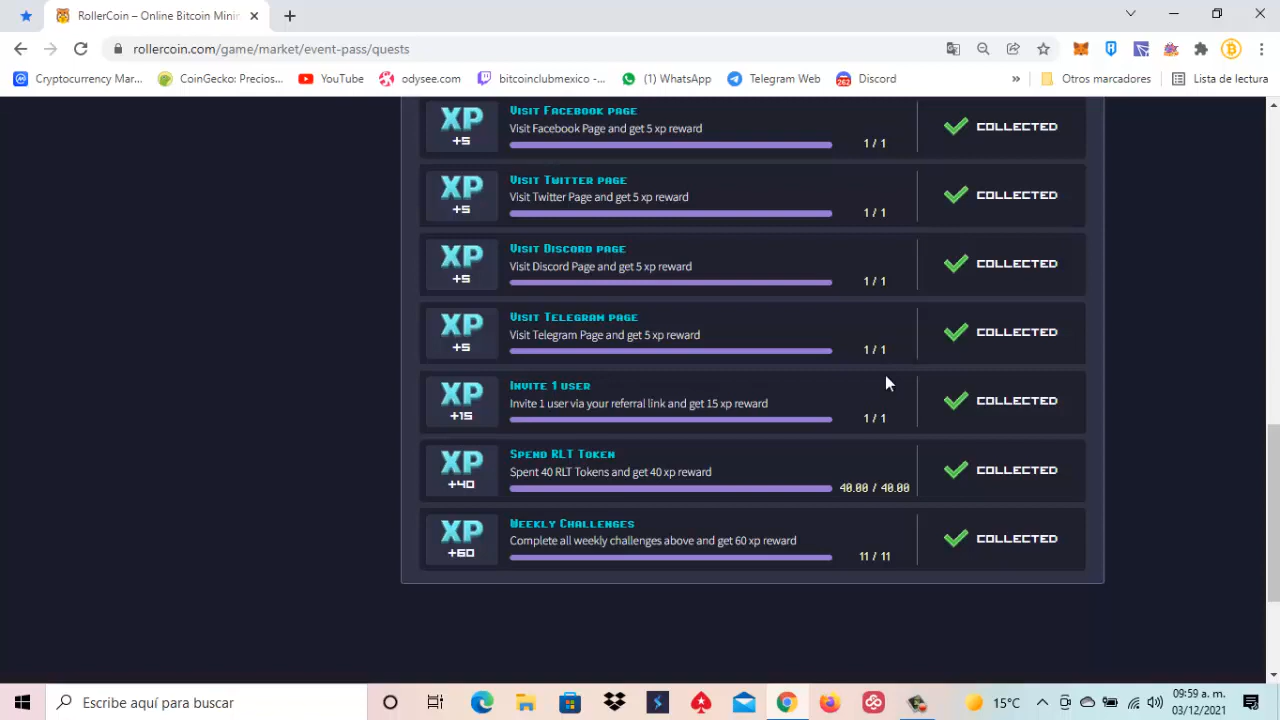 RollerCoin – Online Bitcoin Mini
rollercoin.com/game/market/event-pass/quests
Cryptocurrency Mar...
CoinGecko: Precios...
YouTube
odysee.com
bitcoinclubmexico -...
(1) WhatsApp
Telegram Web
262
Discord
»
Otros marcadores
Lista de lectura
XP
+5
Visit Facebook page
Visit Facebook Page and get 5 xp reward
1 / 1
COLLECTED
XP
+5
Visit Twitter page
Visit Twitter Page and get 5 xp reward
1 / 1
COLLECTED
XP
+5
Visit Discord page
Visit Discord Page and get 5 xp reward
1 / 1
COLLECTED
XP
+5
Visit Telegram page
Visit Telegram Page and get 5 xp reward
1 / 1
COLLECTED
XP
+15
Invite 1 user
Invite 1 user via your referral link and get 15 xp reward
1 / 1
COLLECTED
XP
+40
Spend RLT Token
Spent 40 RLT Tokens and get 40 xp reward
40.00 / 40.00
COLLECTED
XP
+60
Weekly Challenges
Complete all weekly challenges above and get 60 xp reward
11 / 11
COLLECTED
Escribe aquí para buscar
15°C
09:59 a. m.
03/12/2021